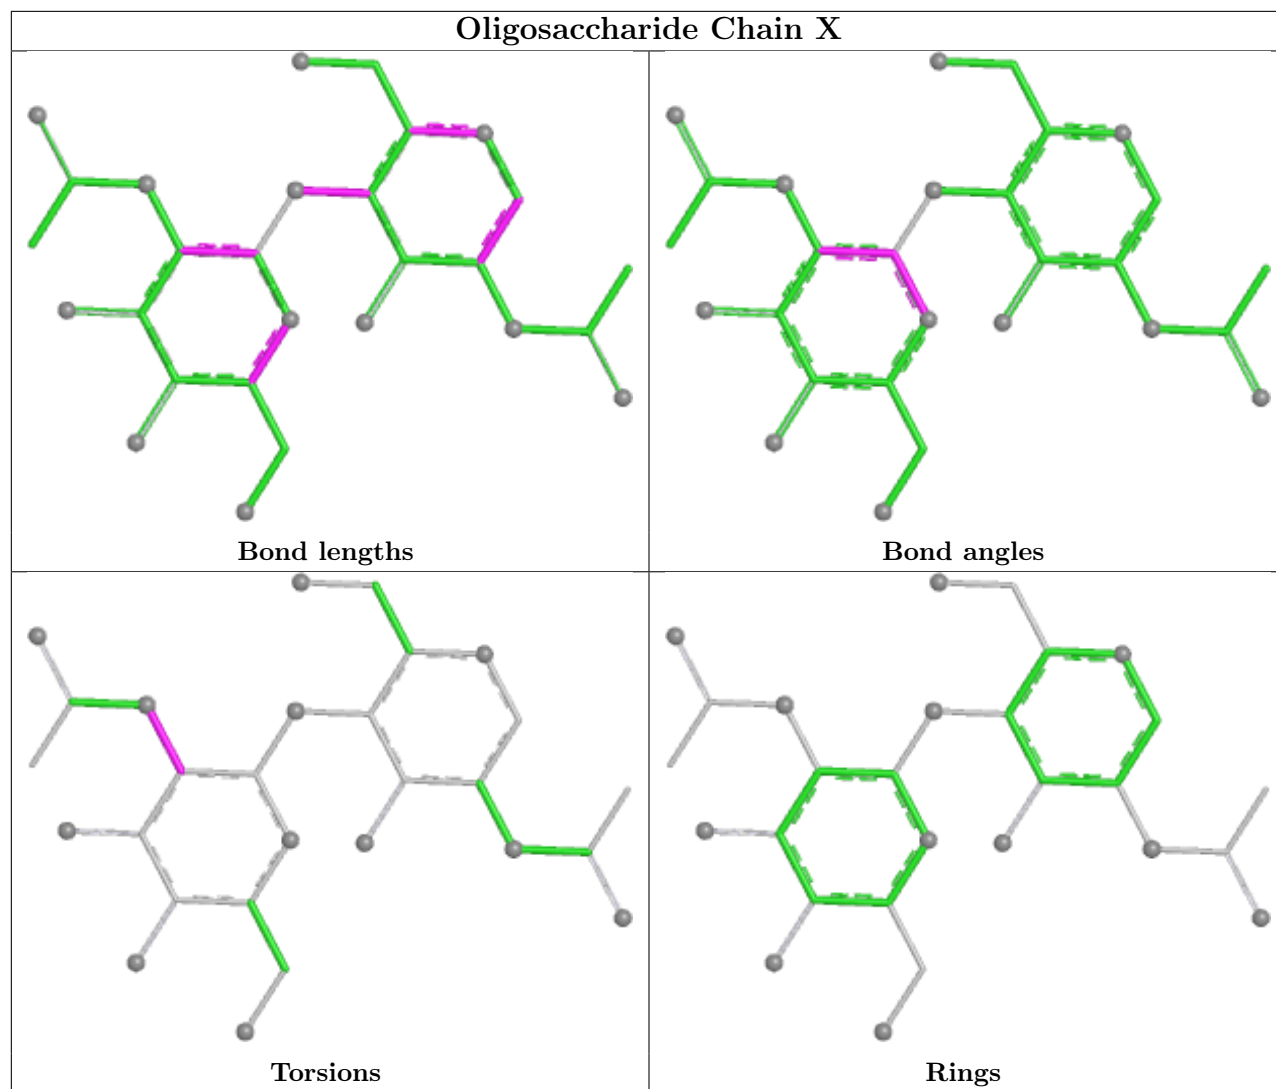 Oligosaccharide Chain X
Bond lengths
Bond angles
Torsions
Rings